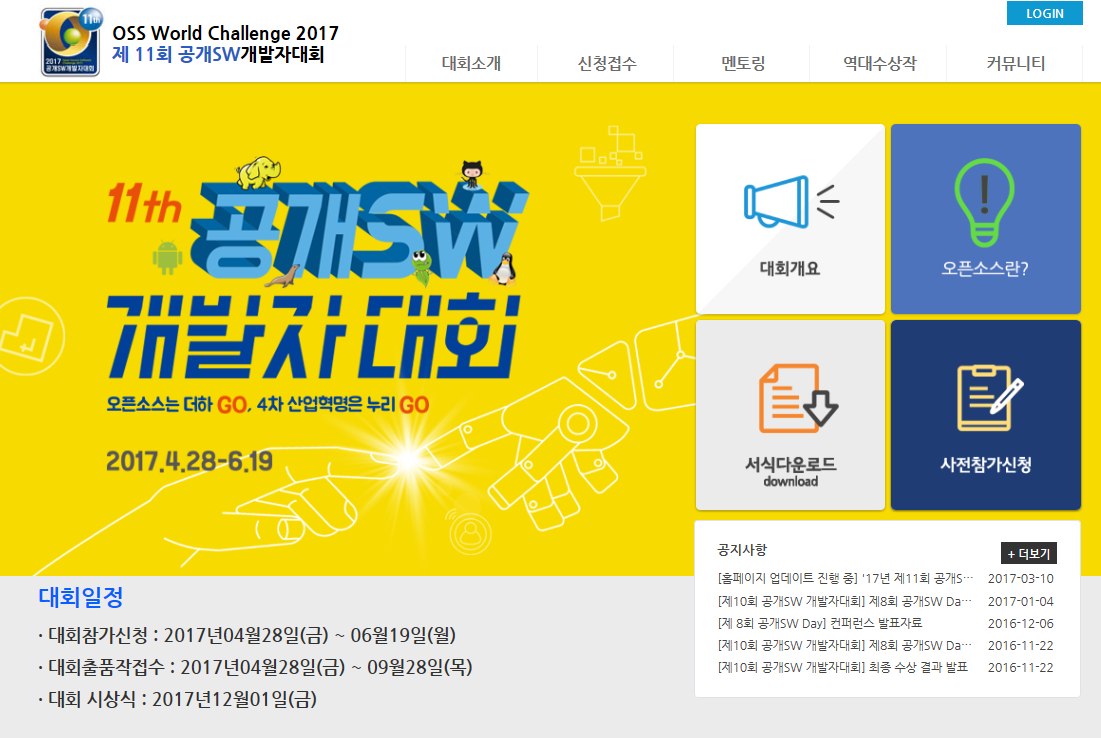 LOGIN
11th
2017
공개SW개발자대회
OSS World Challenge 2017
제 11회 공개SW개발자대회
대회소개
신청접수
멘토링
역대수상작
커뮤니티
11th
공개SW
개발자 대회
오픈소스는 더하 GO, 4차 산업혁명은 누리 GO
2017.4.28-6.19
대회개요
오픈소스란?
서식다운로드
download
사전참가신청
공지사항
+ 더보기
[홈페이지 업데이트 진행 중] '17년 제11회 공개S··· 2017-03-10
[제10회 공개SW 개발자대회] 제8회 공개SW Da··· 2017-01-04
[제 8회 공개SW Day] 컨퍼런스 발표자료 2016-12-06
[제10회 공개SW 개발자대회] 제8회 공개SW Da··· 2016-11-22
[제10회 공개SW 개발자대회] 최종 수상 결과 발표 2016-11-22
대회일정
· 대회참가신청 : 2017년04월28일(금) ~ 06월19일(월)
· 대회출품작접수 : 2017년04월28일(금) ~ 09월28일(목)
· 대회 시상식 : 2017년12월01일(금)